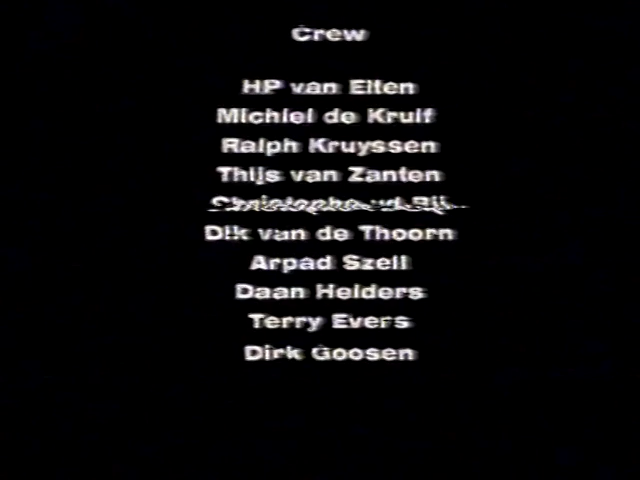 Crew
HP van Elten
Michiel de Kruif
Ralph Kruyssen
Thijs van Zanten
Dik van de Thoorn
Arpad Szell
Daan Helders
Terry Evers
Dirk Goosen